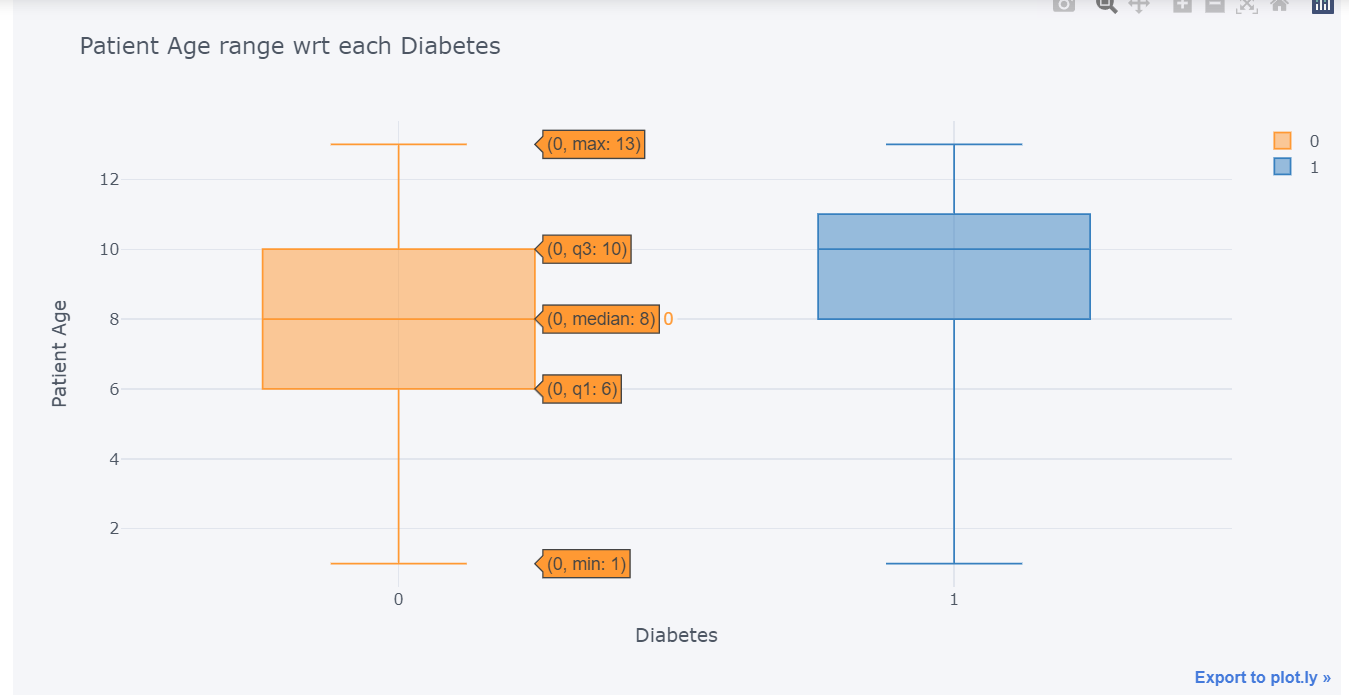 Patient Age range wrt each Diabetes
0
1
(0, max: 13)
12
(0, q3: 10)
10
(0, median: 8) 0
8
(0, q1: 6)
6
4
2
(0, min: 1)
Patient Age
0
1
Diabetes
Export to plot.ly »